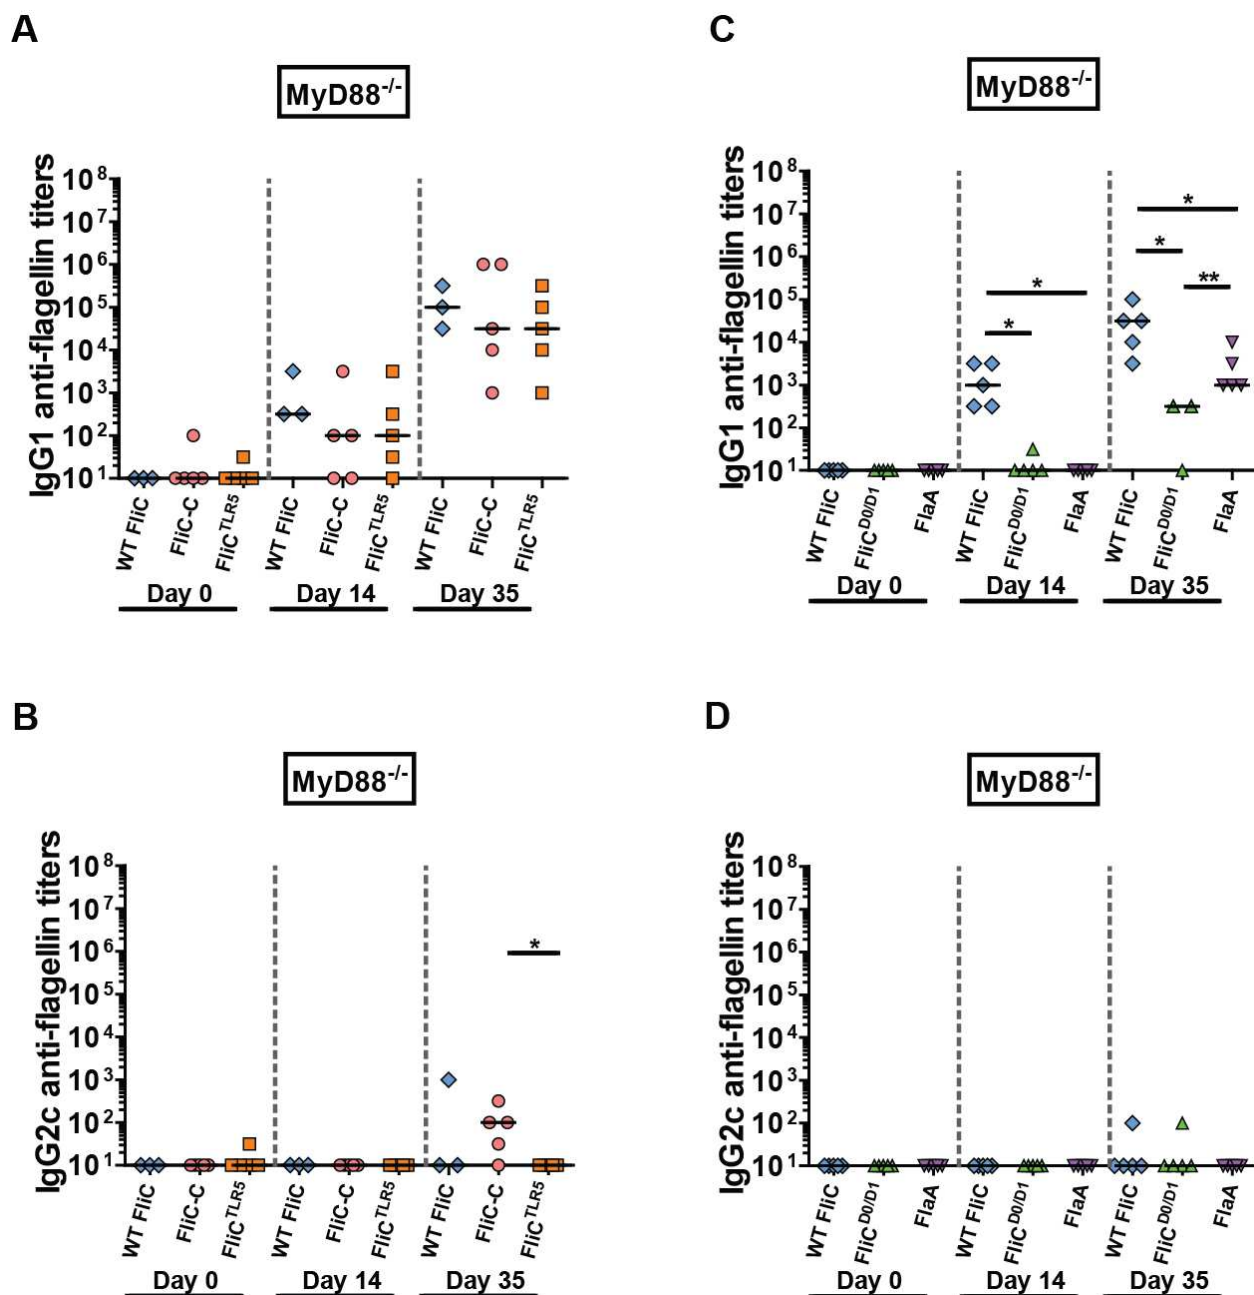 A
MyD88-/-
IgG1 anti-flagellin titers
10^8
10^7
10^6
10^5
10^4
10^3
10^2
10^1
WT FliC
FliC-C
FliC^TLR5
WT FliC
FliC-C
FliC^TLR5
WT FliC
FliC-C
FliC^TLR5
Day 0
Day 14
Day 35
C
MyD88-/-
IgG1 anti-flagellin titers
10^8
10^7
10^6
10^5
10^4
10^3
10^2
10^1
*
*
*
*
**
WT FliC
FliC^D0/D1
FlaA
WT FliC
FliC^D0/D1
FlaA
WT FliC
FliC^D0/D1
FlaA
Day 0
Day 14
Day 35
B
MyD88-/-
IgG2c anti-flagellin titers
10^8
10^7
10^6
10^5
10^4
10^3
10^2
10^1
*
WT FliC
FliC-C
FliC^TLR5
WT FliC
FliC-C
FliC^TLR5
WT FliC
FliC-C
FliC^TLR5
Day 0
Day 14
Day 35
D
MyD88-/-
IgG2c anti-flagellin titers
10^8
10^7
10^6
10^5
10^4
10^3
10^2
10^1
WT FliC
FliC^D0/D1
FlaA
WT FliC
FliC^D0/D1
FlaA
WT FliC
FliC^D0/D1
FlaA
Day 0
Day 14
Day 35